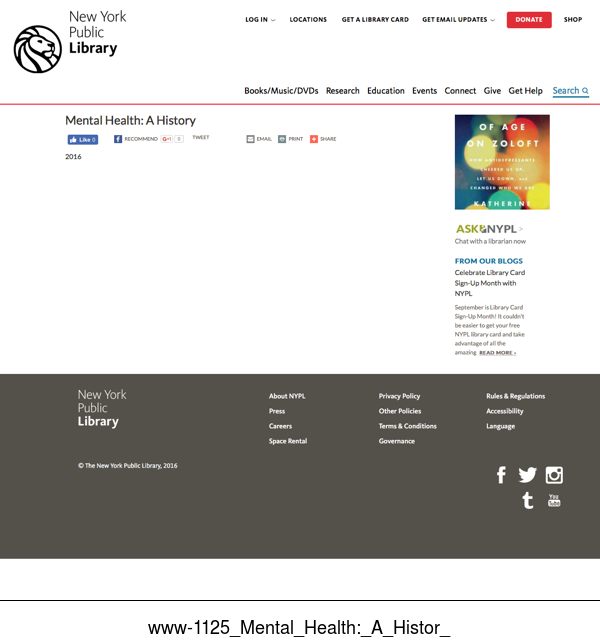 New York
Public
Library
LOG IN
LOCATIONS
GET A LIBRARY CARD
GET EMAIL UPDATES
DONATE
SHOP
Books/Music/DVDs
Research
Education
Events
Connect
Give
Get Help
Search
Mental Health: A History
Like 0
RECOMMEND
G+1
0
TWEET
EMAIL
PRINT
SHARE
2016
OF AGE
ON ZOLOFT
HOW ANTIDEPRESSANTS
CHEERED US UP,
LET US DOWN, and
CHANGED WHO WE ARE
KATHERINE
ASK NYPL >
Chat with a librarian now
FROM OUR BLOGS
Celebrate Library Card
Sign-Up Month with
NYPL
September is Library Card
Sign-Up Month! It couldn't
be easier to get your free
NYPL library card and take
advantage of all the
amazing READ MORE ›
New York
Public
Library
About NYPL
Press
Careers
Space Rental
Privacy Policy
Other Policies
Terms & Conditions
Governance
Rules & Regulations
Accessibility
Language
© The New York Public Library, 2016
You
Tube
www-1125_Mental_Health:_A_Histor_